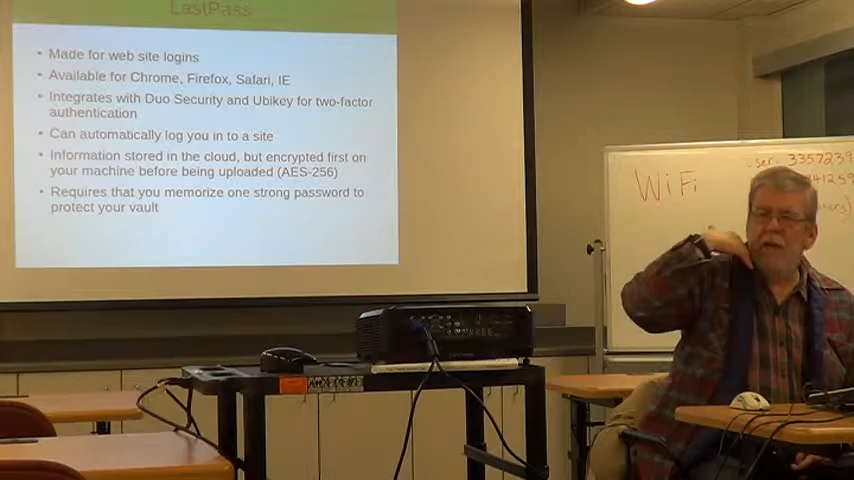 LastPass
• Made for web site logins
• Available for Chrome, Firefox, Safari, IE
• Integrates with Duo Security and Ubikey for two-factor
authentication
• Can automatically log you in to a site
• Information stored in the cloud, but encrypted first on
your machine before being uploaded (AES-256)
• Requires that you memorize one strong password to
protect your vault
WiFi
user: 3357239